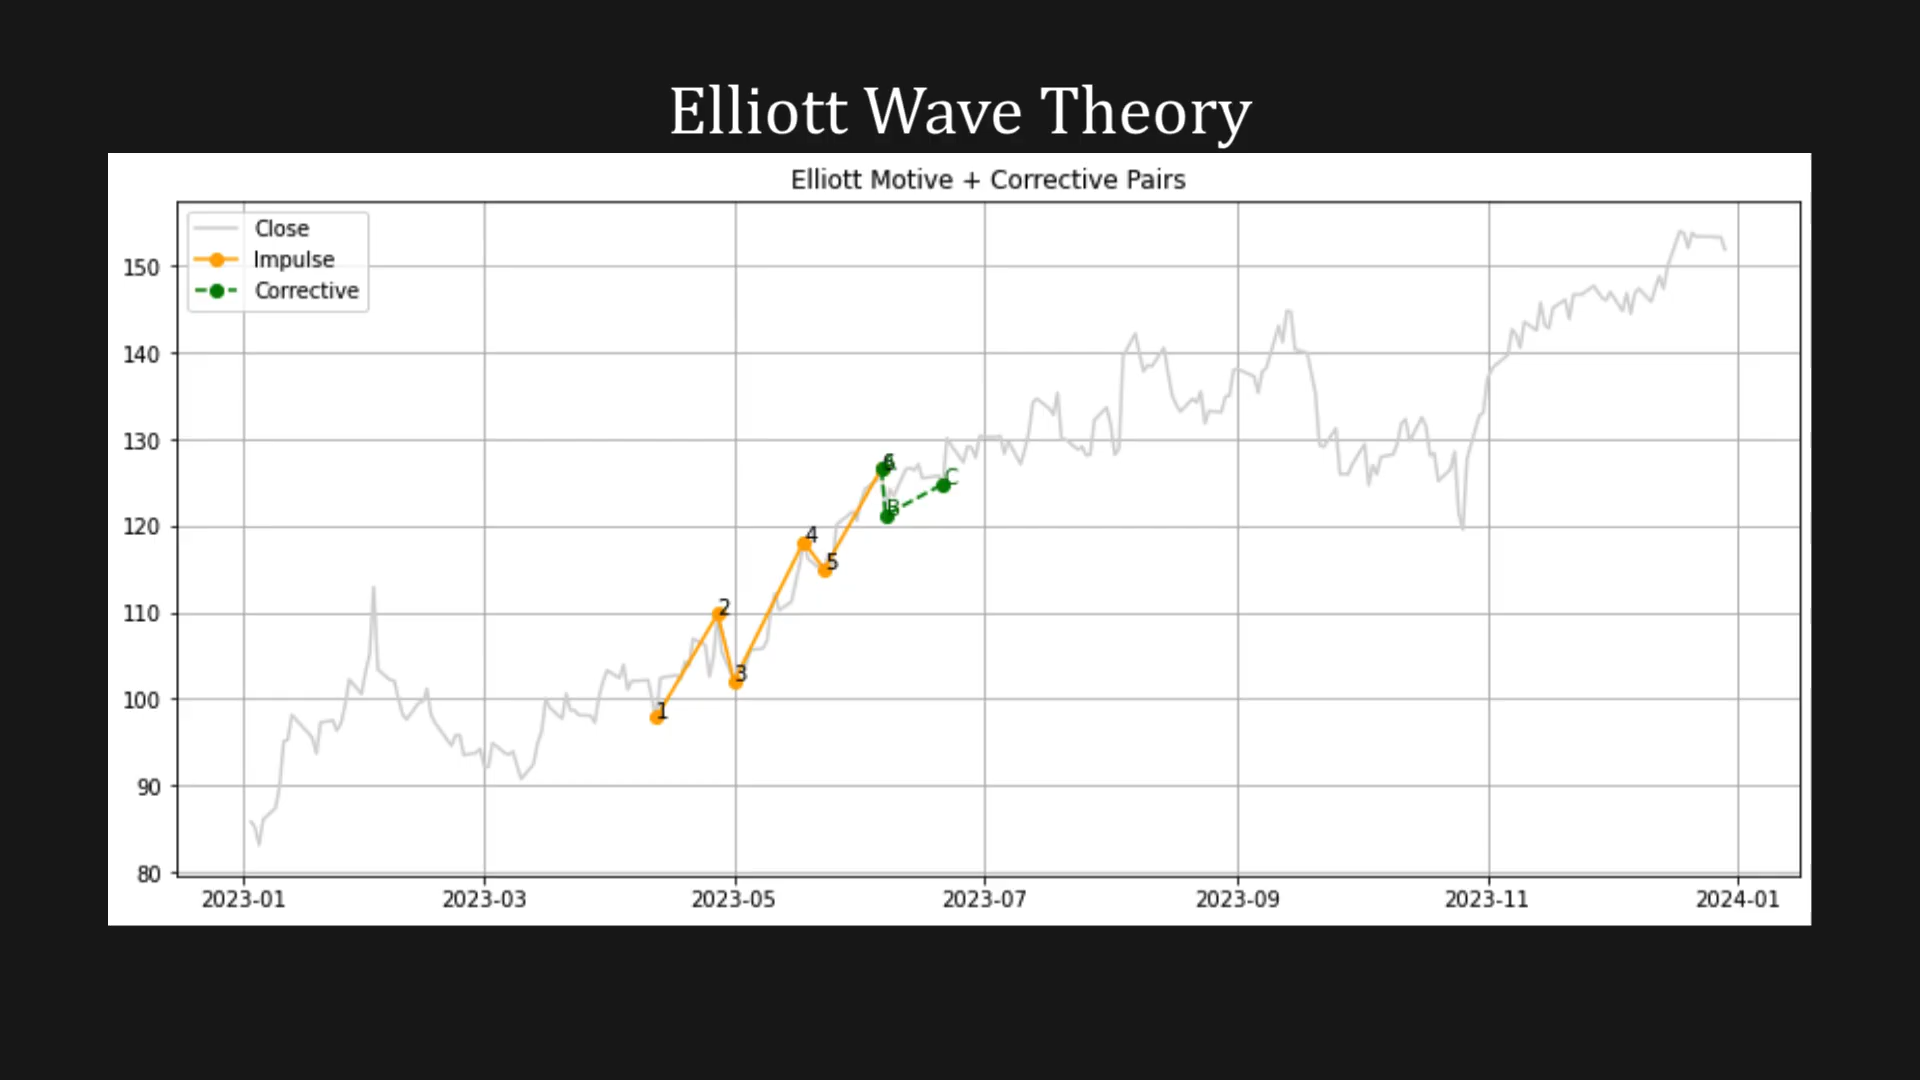 Elliott Wave Theory
Elliott Motive + Corrective Pairs
Close
Impulse
Corrective
150
140
130
120
110
100
90
80
1
2
3
4
5
B
C
2023-01 2023-03 2023-05 2023-07 2023-09 2023-11 2024-01